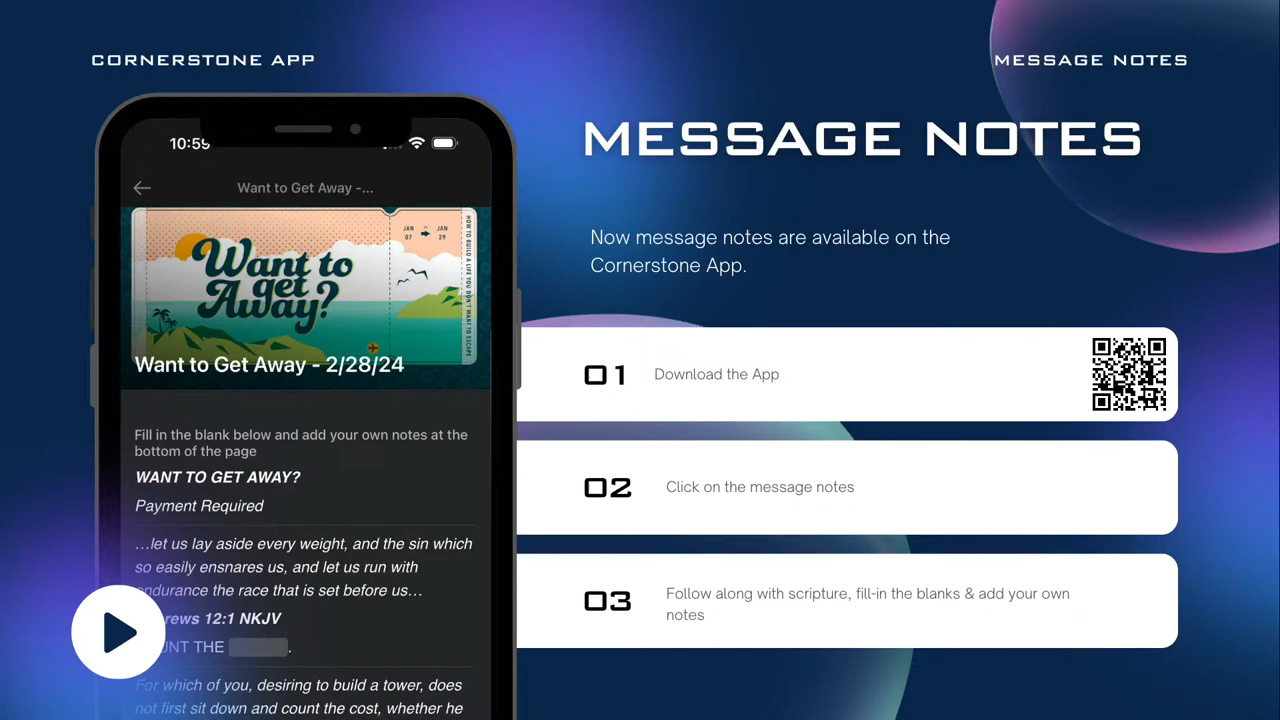 CORNERSTONE APP
MESSAGE NOTES
MESSAGE NOTES
Now message notes are available on the
Cornerstone App.
01 Download the App
02 Click on the message notes
03 Follow along with scripture, fill-in the blanks & add your own
notes
10:59
Want to Get Away -...
Want to
get
Away?
JAN
07
TO
JAN
29
HOW TO BUILD A LIFE YOU DON'T WANT TO ESCAPE
Want to Get Away - 2/28/24
Fill in the blank below and add your own notes at the
bottom of the page
WANT TO GET AWAY?
Payment Required
…let us lay aside every weight, and the sin which
so easily ensnares us, and let us run with
endurance the race that is set before us…
rews 12:1 NKJV
UNT THE .
For which of you, desiring to build a tower, does
not first sit down and count the cost, whether he